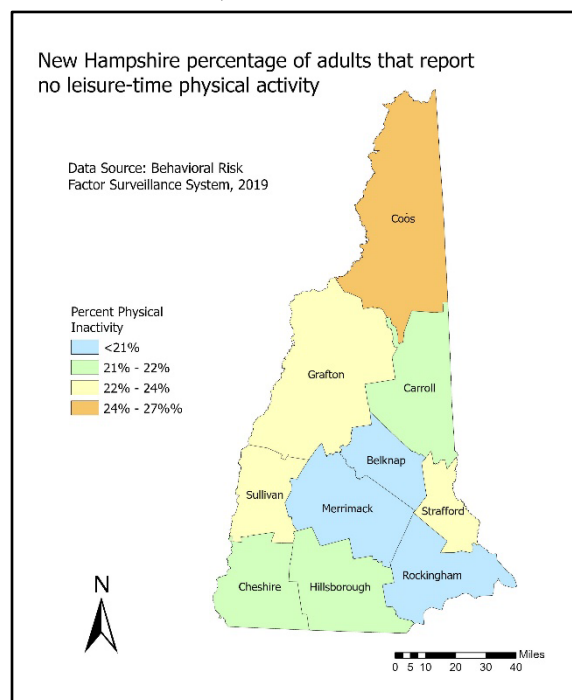 New Hampshire percentage of adults that report
no leisure-time physical activity
Data Source: Behavioral Risk
Factor Surveillance System, 2019
Coös
Percent Physical
Inactivity
<21%
21% - 22%
22% - 24%
24% - 27%%
Grafton
Carroll
Belknap
Sullivan
Merrimack
Strafford
Cheshire
Hillsborough
Rockingham
N
Miles
0 5 10 20 30 40